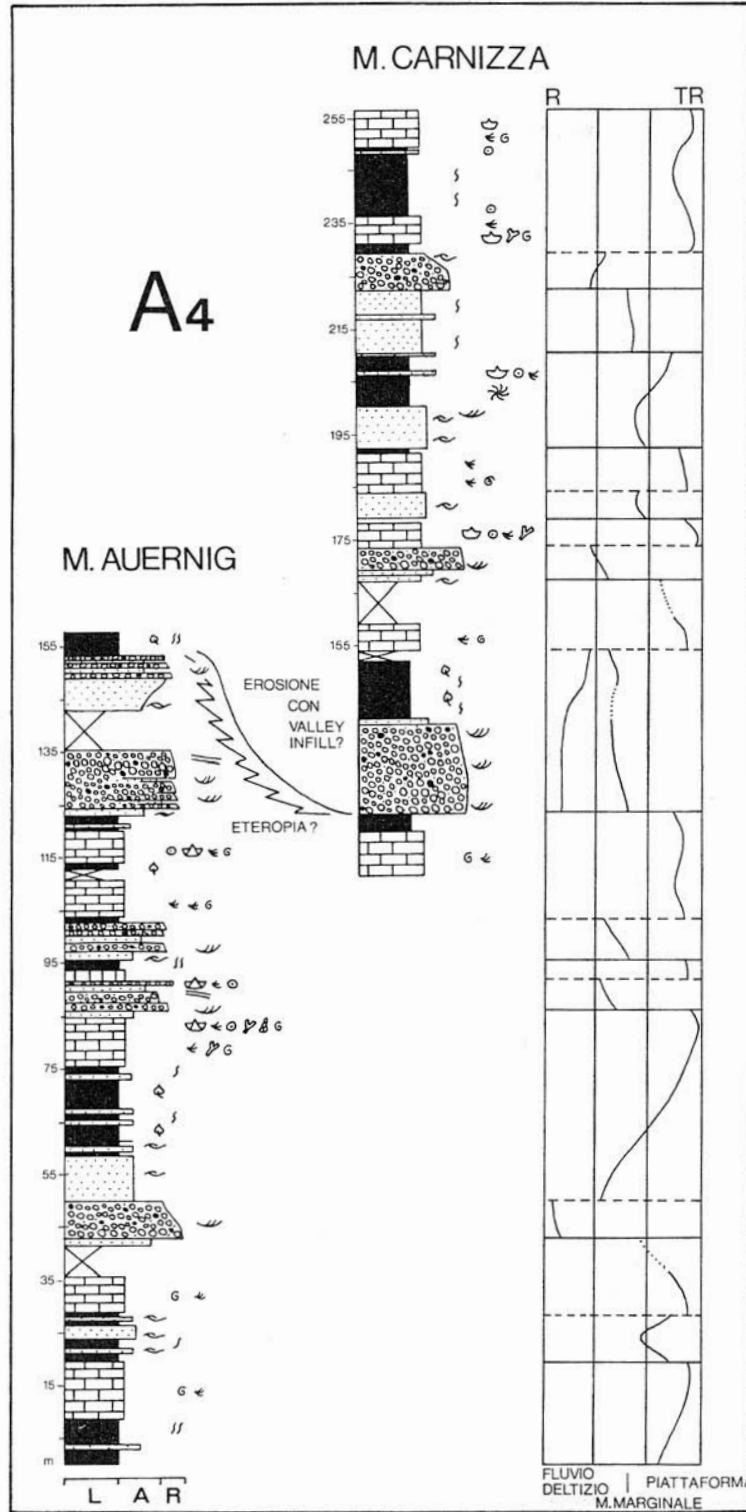 M. CARNIZZA
R TR
255
235
A4
215
195
M. AUERNIG
175
155
155
EROSIONE
CON
VALLEY
INFILL?
135
ETEROPIA?
115
95
75
55
35
15
m
L A R
FLUVIO
DELTIZIO
PIATTAFORMA
M.MARGINALE